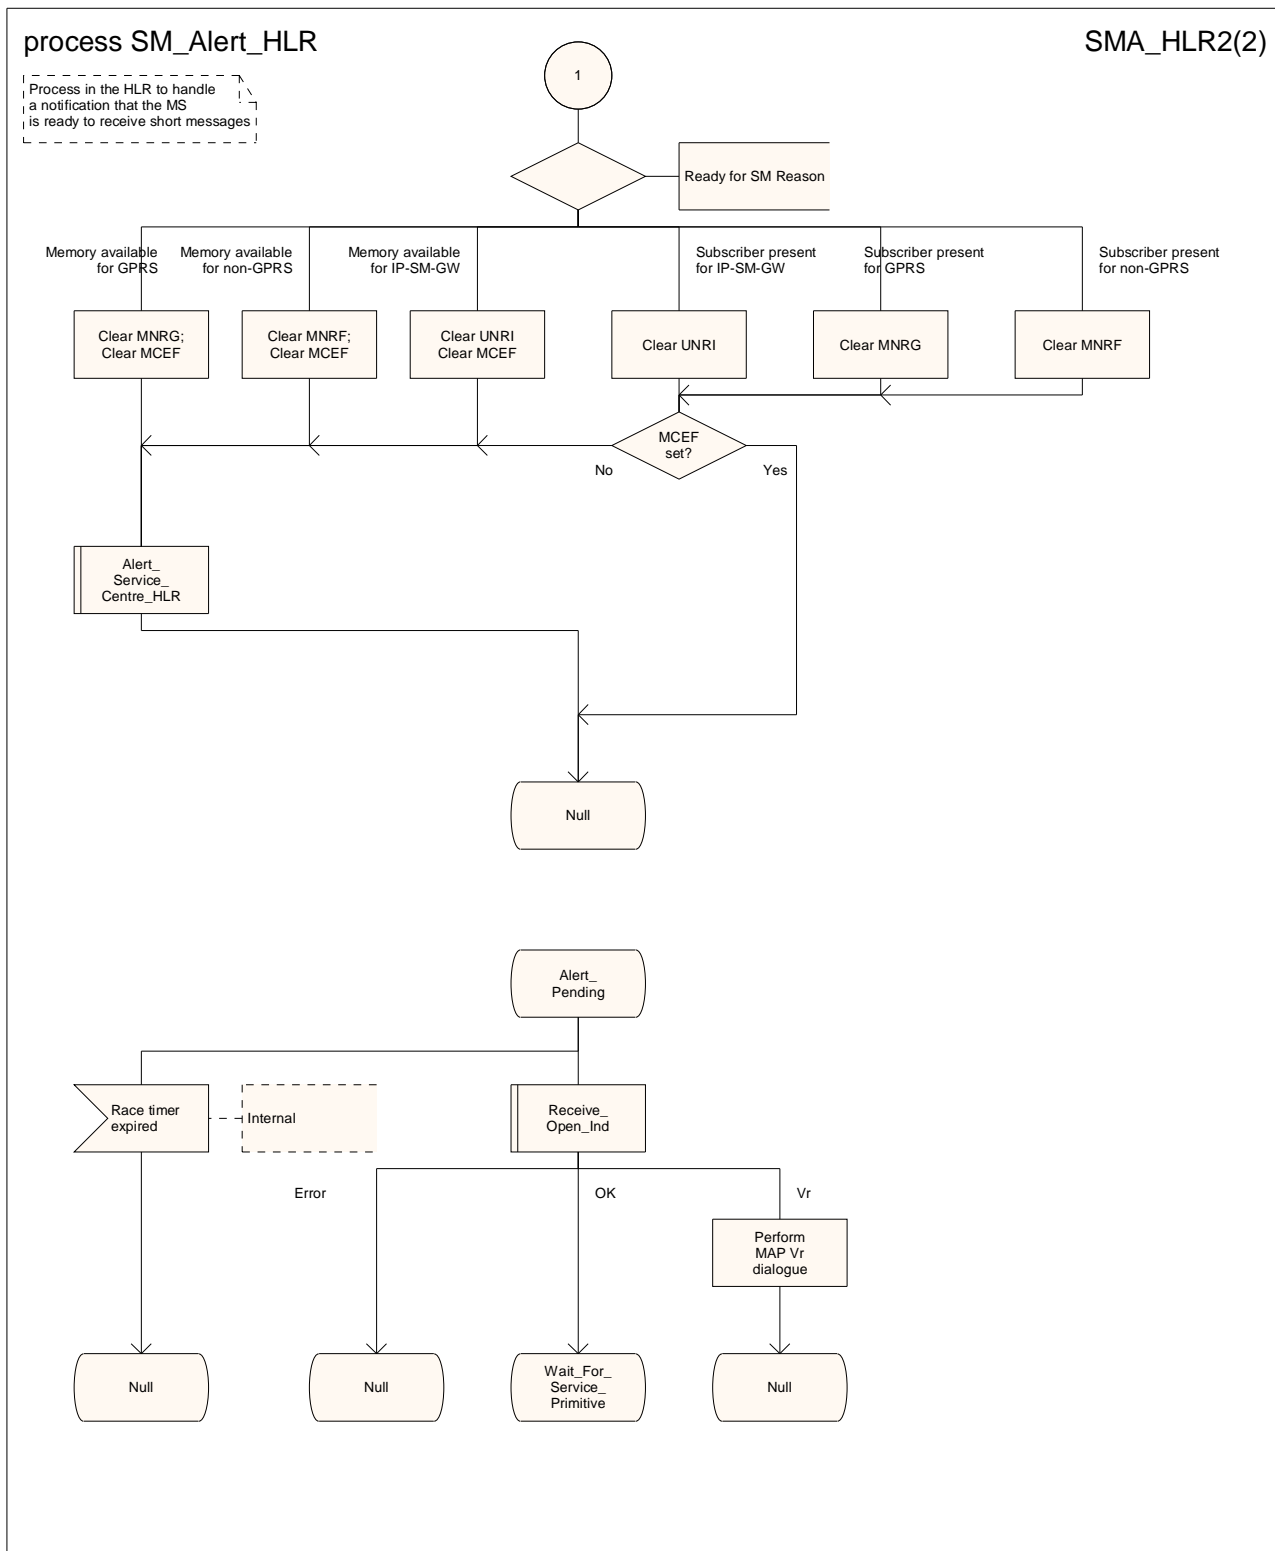 process SM_Alert_HLR
SMA_HLR2(2)
Process in the HLR to handle
a notification that the MS
is ready to receive short messages
1
Ready for SM Reason
Memory available
for GPRS
Memory available
for non-GPRS
Memory available
for IP-SM-GW
Subscriber present
for IP-SM-GW
Subscriber present
for GPRS
Subscriber present
for non-GPRS
Clear MNRG;
Clear MCEF
Clear MNRF;
Clear MCEF
Clear UNRI
Clear MCEF
Clear UNRI
Clear MNRG
Clear MNRF
MCEF
set?
No
Yes
Alert_
Service_
Centre_HLR
Null
Alert_
Pending
Race timer
expired
Internal
Receive_
Open_Ind
Error
OK
Vr
Perform
MAP Vr
dialogue
Null
Null
Wait_For_
Service_
Primitive
Null